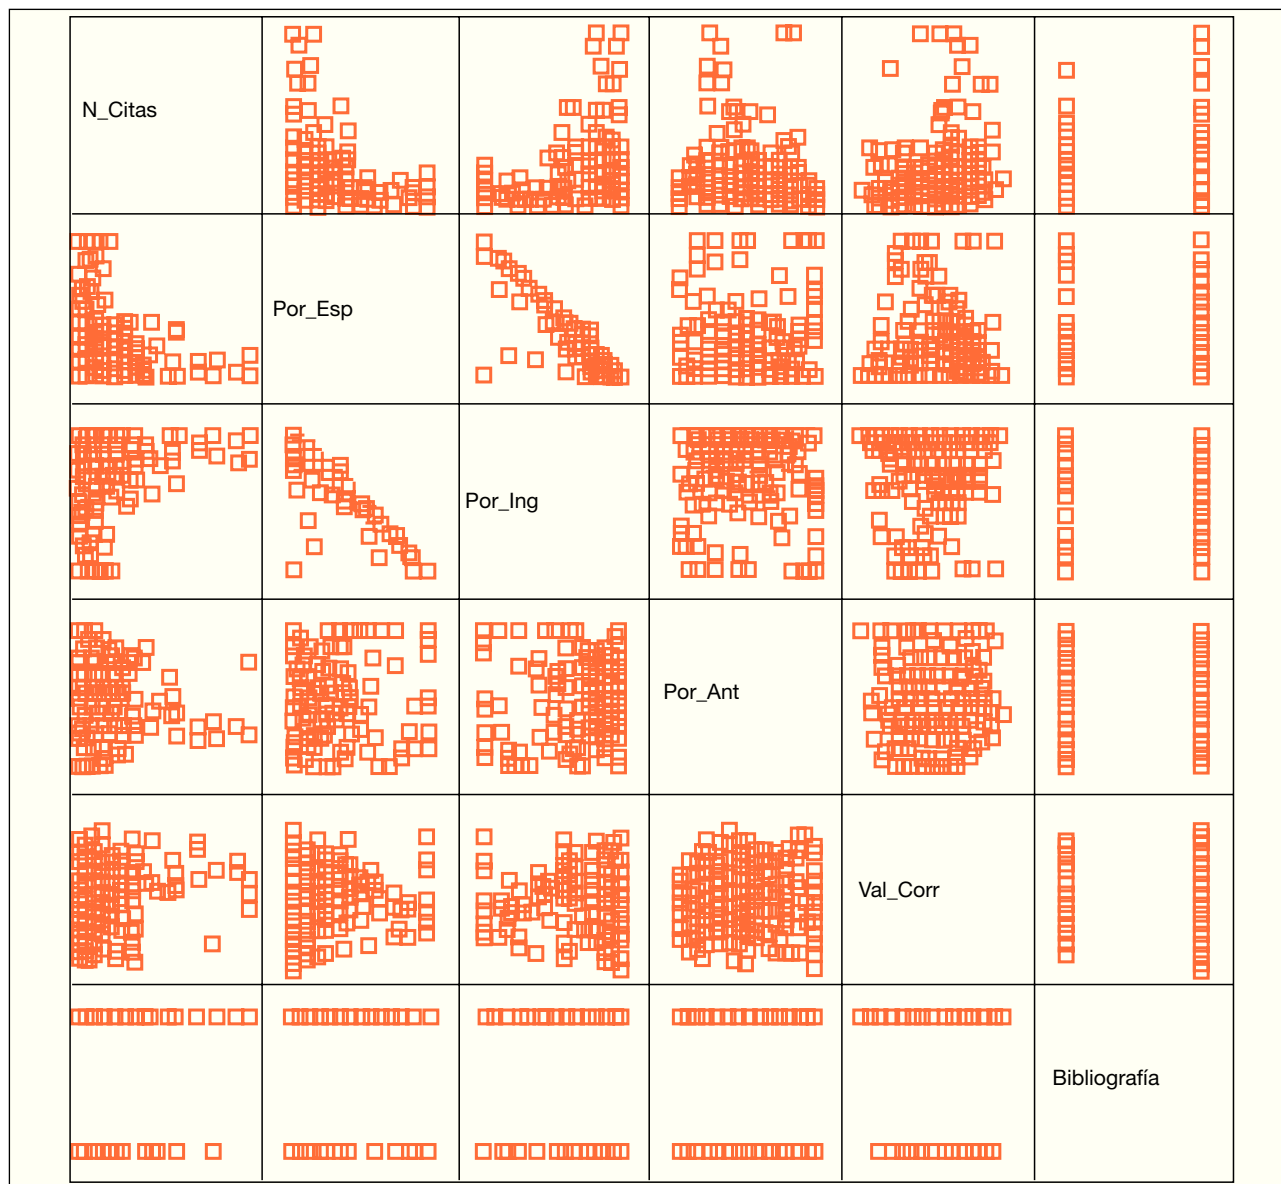 N_Citas
Por_Esp
Por_Ing
Por_Ant
Val_Corr
Bibliografía